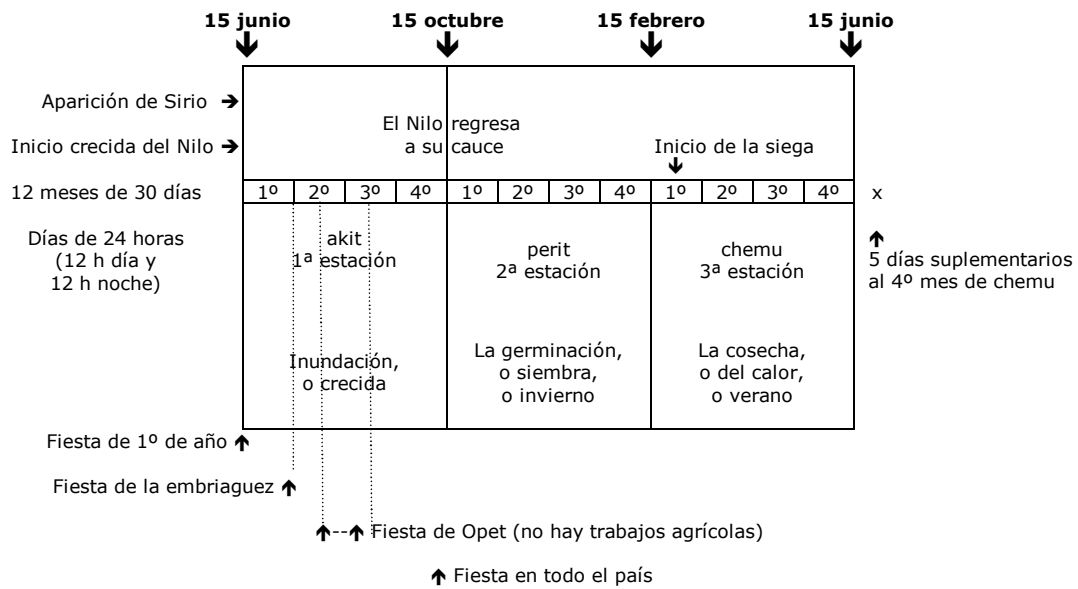 15 junio 15 octubre 15 febrero 15 junio
Aparición de Sirio
Inicio crecida del Nilo
El Nilo regresa
a su cauce
Inicio de la siega
12 meses de 30 días
1º 2º 3º 4º 1º 2º 3º 4º 1º 2º 3º 4º x
Días de 24 horas
(12 h día y
12 h noche)
akit
1ª estación
perit
2ª estación
chemu
3ª estación
5 días suplementarios
al 4º mes de chemu
Inundación,
o crecida
La germinación,
o siembra,
o invierno
La cosecha,
o del calor,
o verano
Fiesta de 1º de año
Fiesta de la embriaguez
Fiesta de Opet (no hay trabajos agrícolas)
Fiesta en todo el país